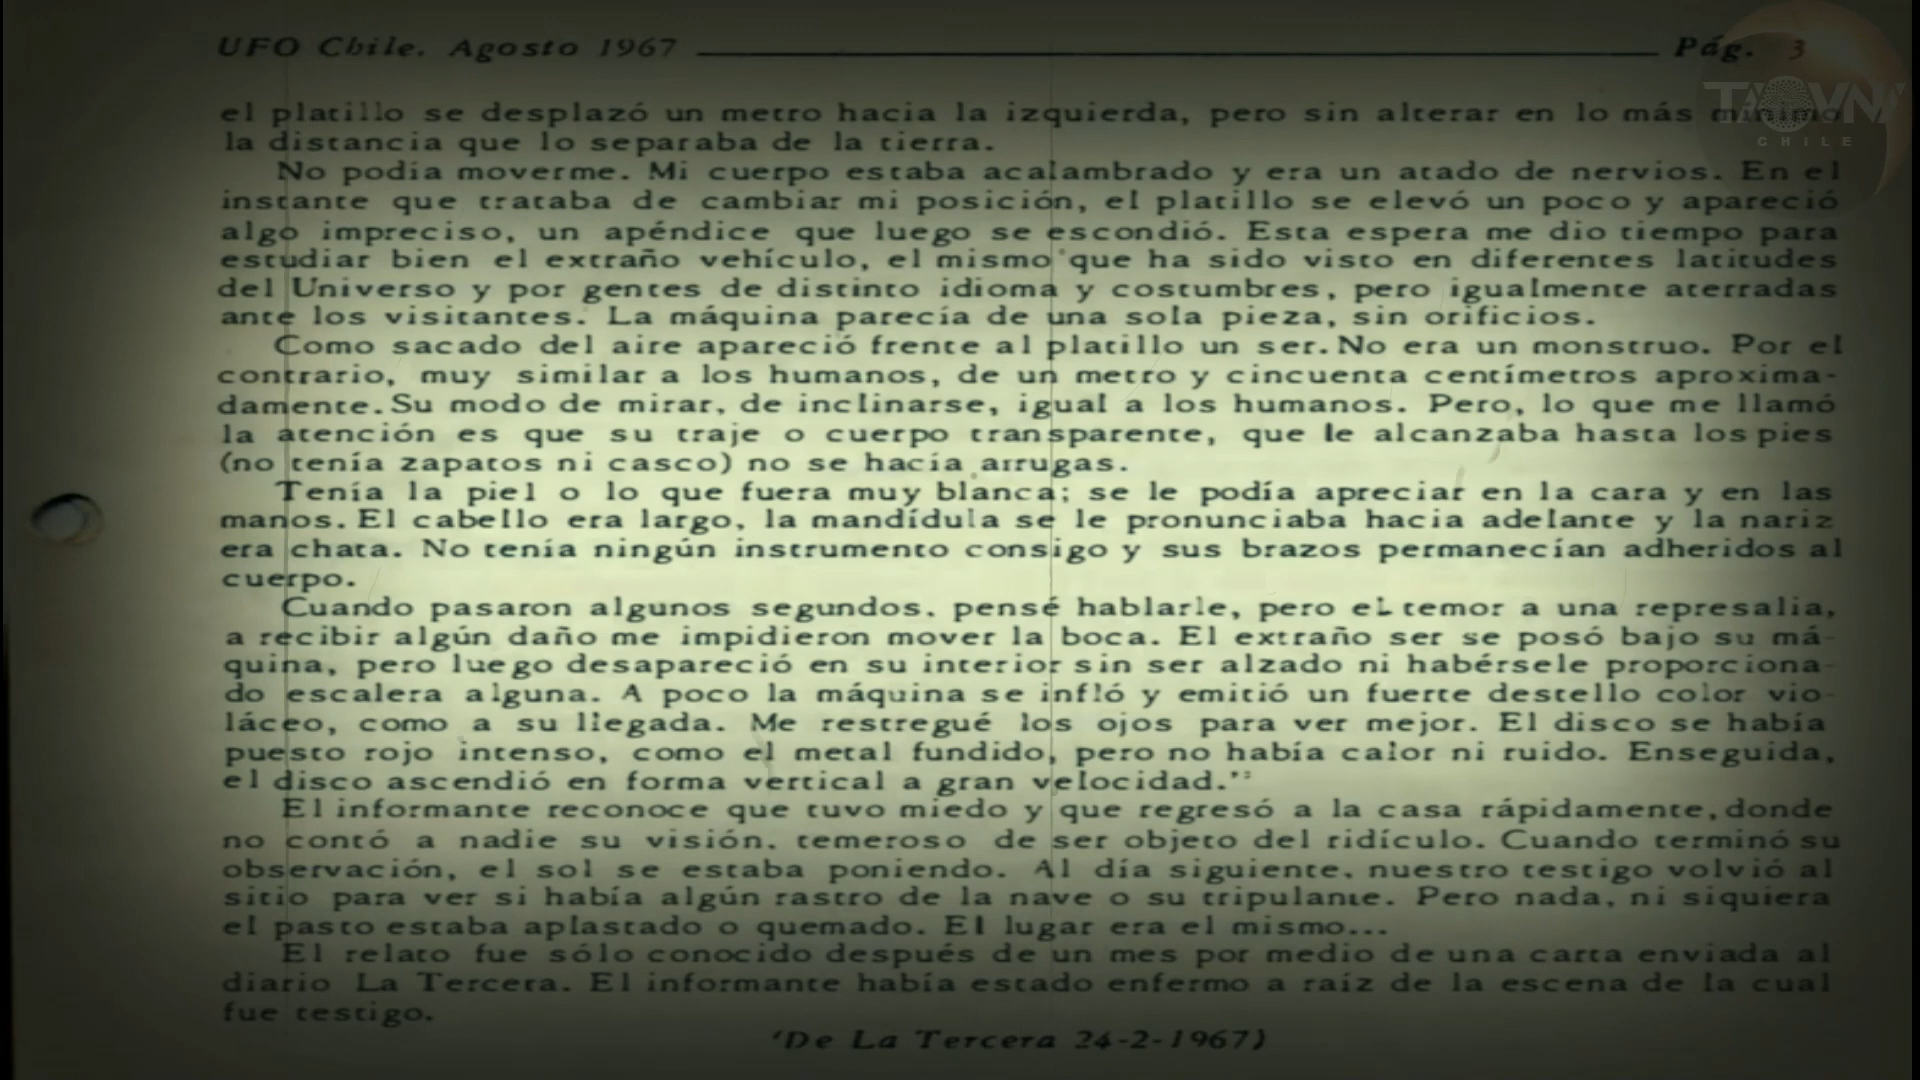 UFO Chile. Agosto 1967 Pág. 3
el platillo se desplazó un metro hacia la izquierda, pero sin alterar en lo más mínimo
la distancia que lo separaba de la tierra.
No podía moverme. Mi cuerpo estaba acalambrado y era un atado de nervios. En el
instante que trataba de cambiar mi posición, el platillo se elevó un poco y apareció
algo impreciso, un apéndice que luego se escondió. Esta espera me dio tiempo para
estudiar bien el extraño vehículo, el mismo que ha sido visto en diferentes latitudes
del Universo y por gentes de distinto idioma y costumbres, pero igualmente aterradas
ante los visitantes. La máquina parecía de una sola pieza, sin orificios.
Como sacado del aire apareció frente al platillo un ser. No era un monstruo. Por el
contrario, muy similar a los humanos, de un metro y cincuenta centímetros aproxima-
damente. Su modo de mirar, de inclinarse, igual a los humanos. Pero, lo que me llamó
la atención es que su traje o cuerpo transparente, que le alcanzaba hasta los pies
(no tenía zapatos ni casco) no se hacía arrugas.
Tenía la piel o lo que fuera muy blanca; se le podía apreciar en la cara y en las
manos. El cabello era largo, la mandídula se le pronunciaba hacia adelante y la nariz
era chata. No tenía ningún instrumento consigo y sus brazos permanecían adheridos al
cuerpo.
Cuando pasaron algunos segundos. pensé hablarle, pero el temor a una represalia,
a recibir algún daño me impidieron mover la boca. El extraño ser se posó bajo su má-
quina, pero luego desapareció en su interior sin ser alzado ni habérsele proporciona-
do escalera alguna. A poco la máquina se infló y emitió un fuerte destello color vio-
láceo, como a su llegada. Me restregué los ojos para ver mejor. El disco se había
puesto rojo intenso, como el metal fundido, pero no había calor ni ruido. Enseguida,
el disco ascendió en forma vertical a gran velocidad."
El informante reconoce que tuvo miedo y que regresó a la casa rápidamente, donde
no contó a nadie su visión. temeroso de ser objeto del ridículo. Cuando terminó su
observación, el sol se estaba poniendo. Al día siguiente. nuestro testigo volvió al
sitio para ver si había algún rastro de la nave o su tripulante. Pero nada, ni siquiera
el pasto estaba aplastado o quemado. El lugar era el mismo...
El relato fue sólo conocido después de un mes por medio de una carta enviada al
diario La Tercera. El informante había estado enfermo a raíz de la escena de la cual
fue testigo.
'De La Tercera 24-2-1967)
CHILE